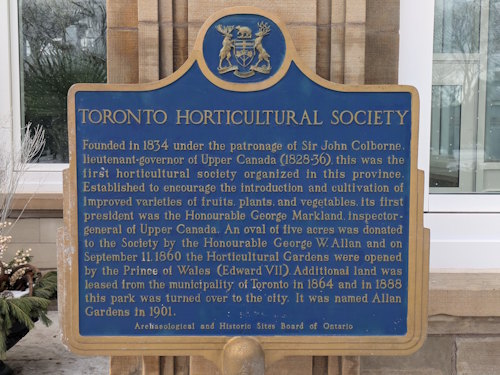 TORONTO HORTICULTURAL SOCIETY
Founded in 1834 under the patronage of Sir John Colborne,
lieutenant-governor of Upper Canada (1828-36), this was the
first horticultural society organized in this province.
Established to encourage the introduction and cultivation of
improved varieties of fruits, plants, and vegetables, its first
president was the Honourable George Markland, inspector-
general of Upper Canada. An oval of five acres was donated
to the Society by the Honourable George W. Allan and on
September 11, 1860 the Horticultural Gardens were opened
by the Prince of Wales (Edward VII). Additional land was
leased from the municipality of Toronto in 1864 and in 1888
this park was turned over to the city. It was named Allan
Gardens in 1901.
Archaeological and Historic Sites Board of Ontario